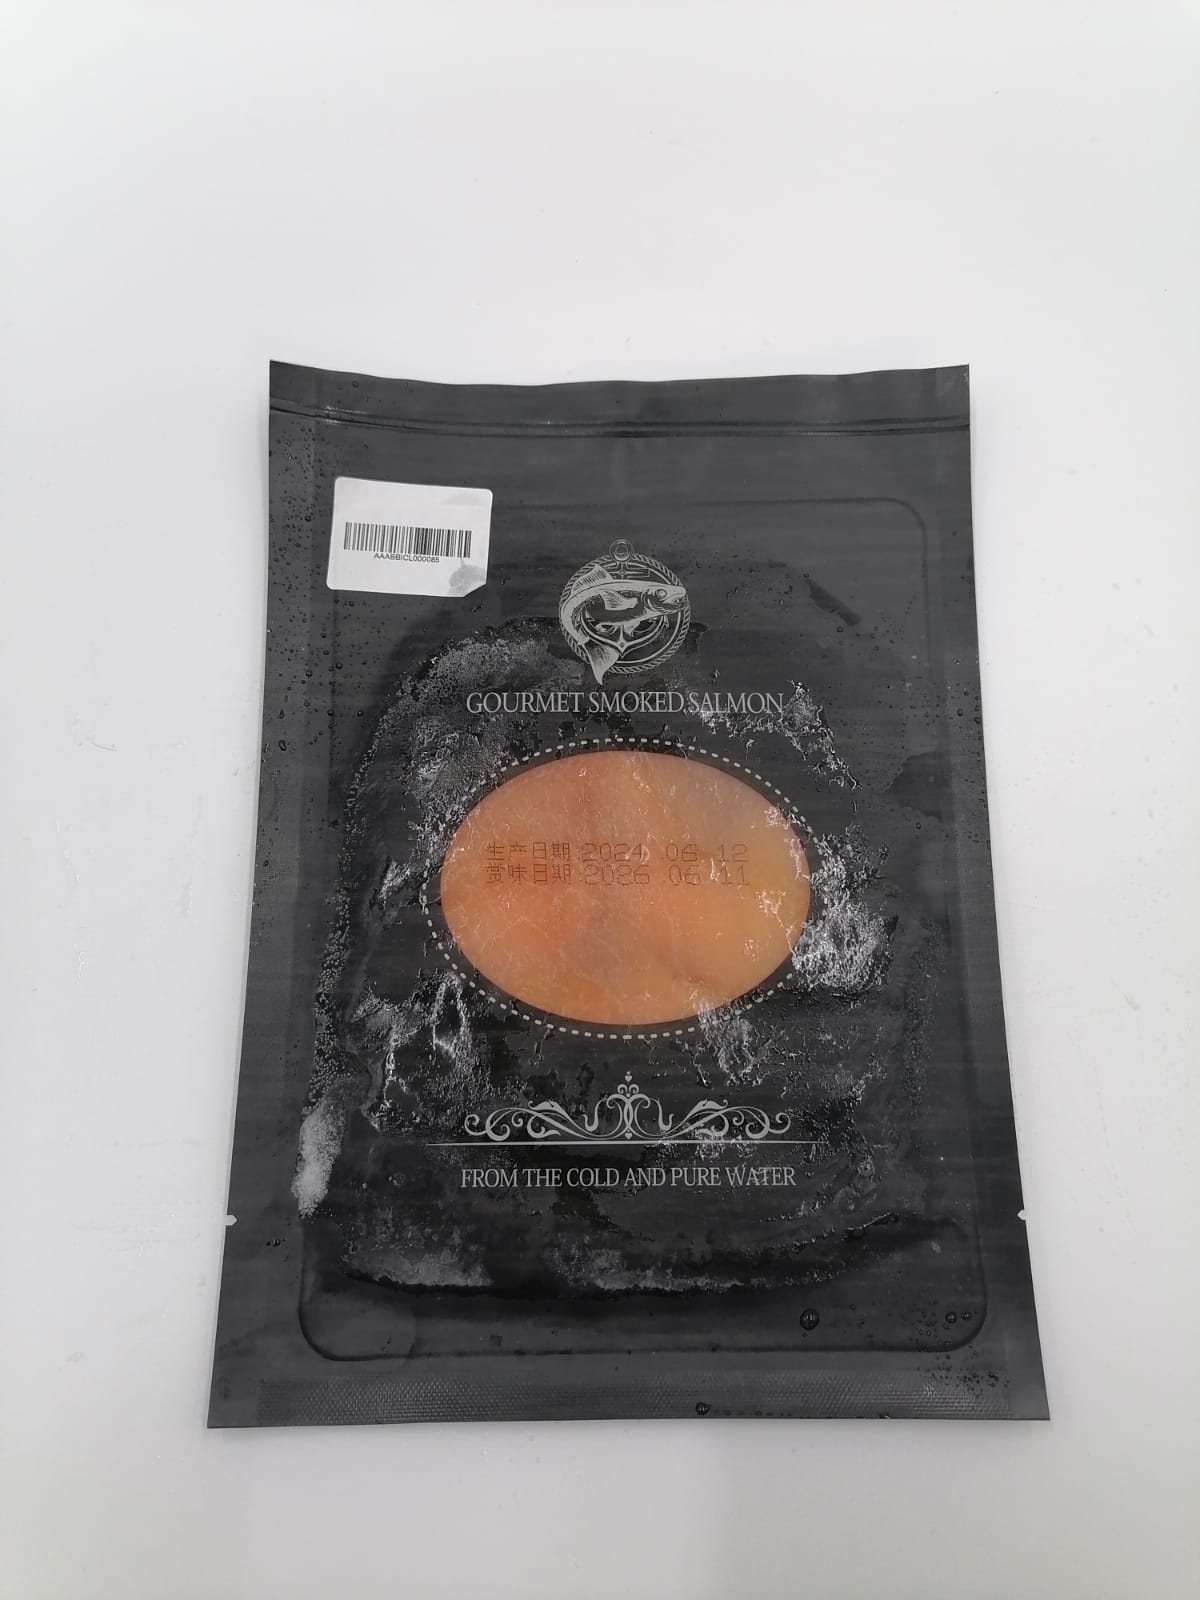 AAABBICL000085
GOURMET SMOKED SALMON
生产日期 2024 .06 12
赏味日期 2026 .06 11
FROM THE COLD AND PURE WATER